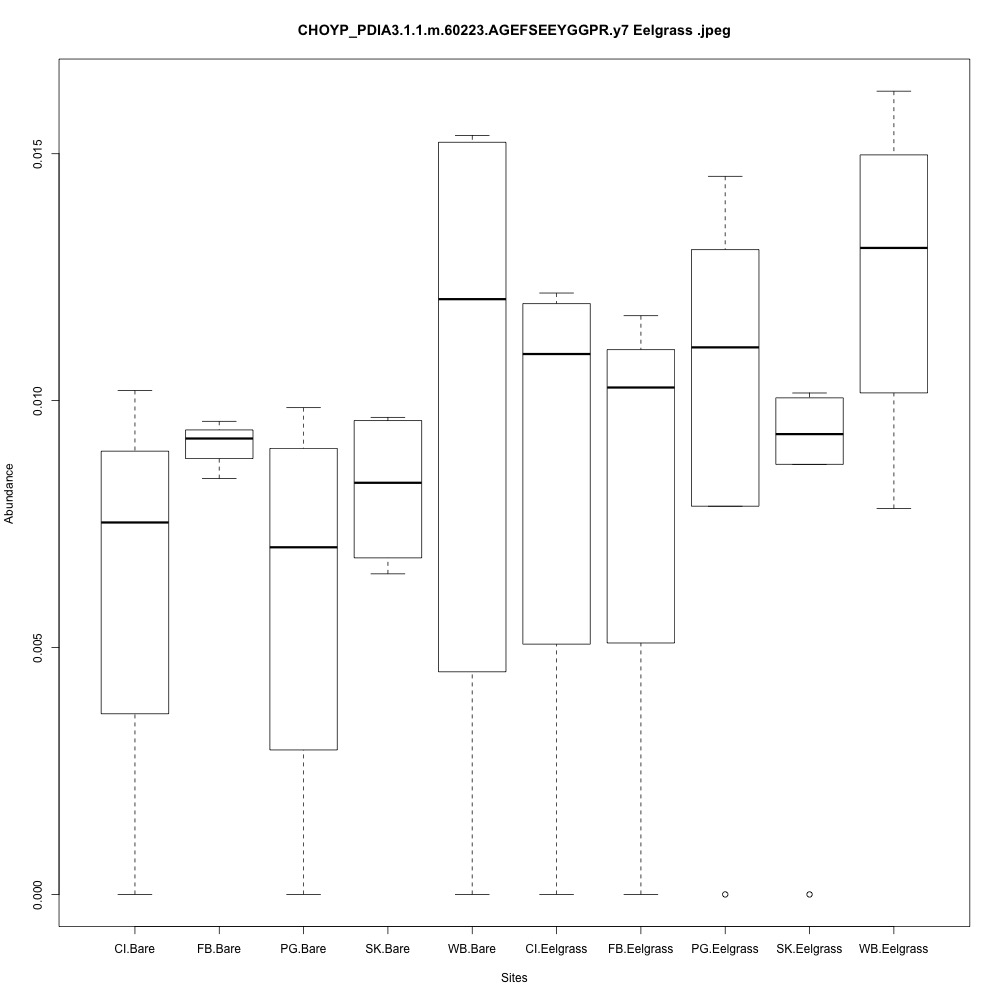 CHOYP_PDIA3.1.1.m.60223.AGEFSEEYGGPR.y7 Eelgrass .jpeg
Abundance
0.015
0.010
0.005
0.000
CI.Bare FB.Bare PG.Bare SK.Bare WB.Bare CI.Eelgrass FB.Eelgrass PG.Eelgrass SK.Eelgrass WB.Eelgrass
Sites